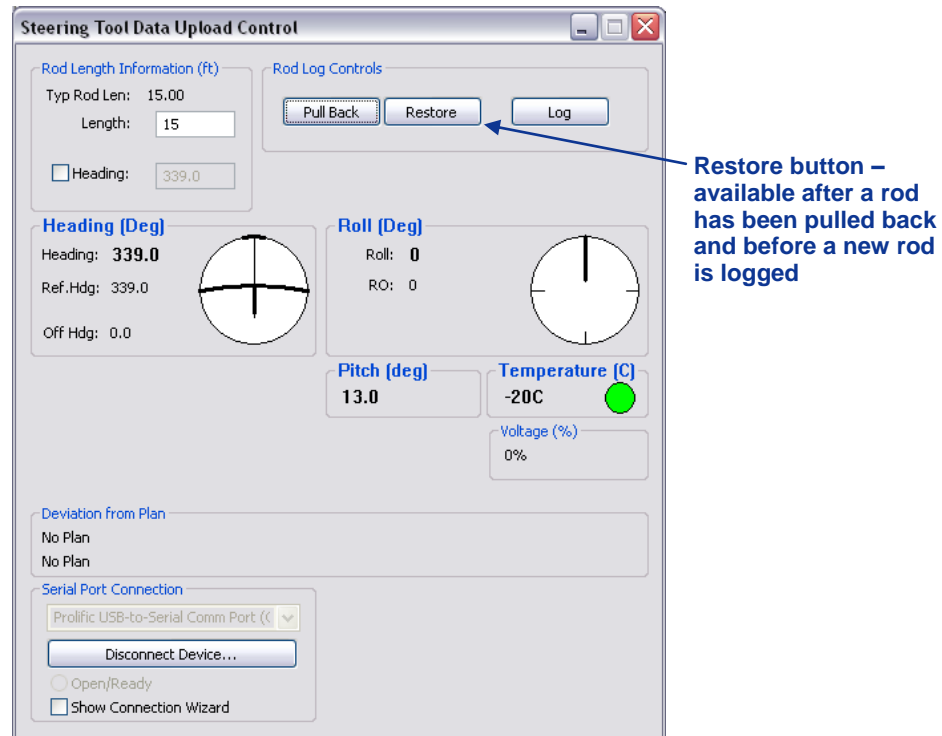 Steering Tool Data Upload Control
Rod Length Information (ft)
Typ Rod Len: 15.00
Length: 15
Heading: 339.0
Rod Log Controls
Pull Back Restore Log
Restore button –
available after a rod
has been pulled back
and before a new rod
is logged
Heading (Deg)
Heading: 339.0
Ref.Hdg: 339.0
Off Hdg: 0.0
Roll (Deg)
Roll: 0
RO: 0
Pitch (deg)
13.0
Temperature (C)
-20C
Voltage (%)
0%
Deviation from Plan
No Plan
No Plan
Serial Port Connection
Prolific USB-to-Serial Comm Port ((
Disconnect Device...
Open/Ready
Show Connection Wizard